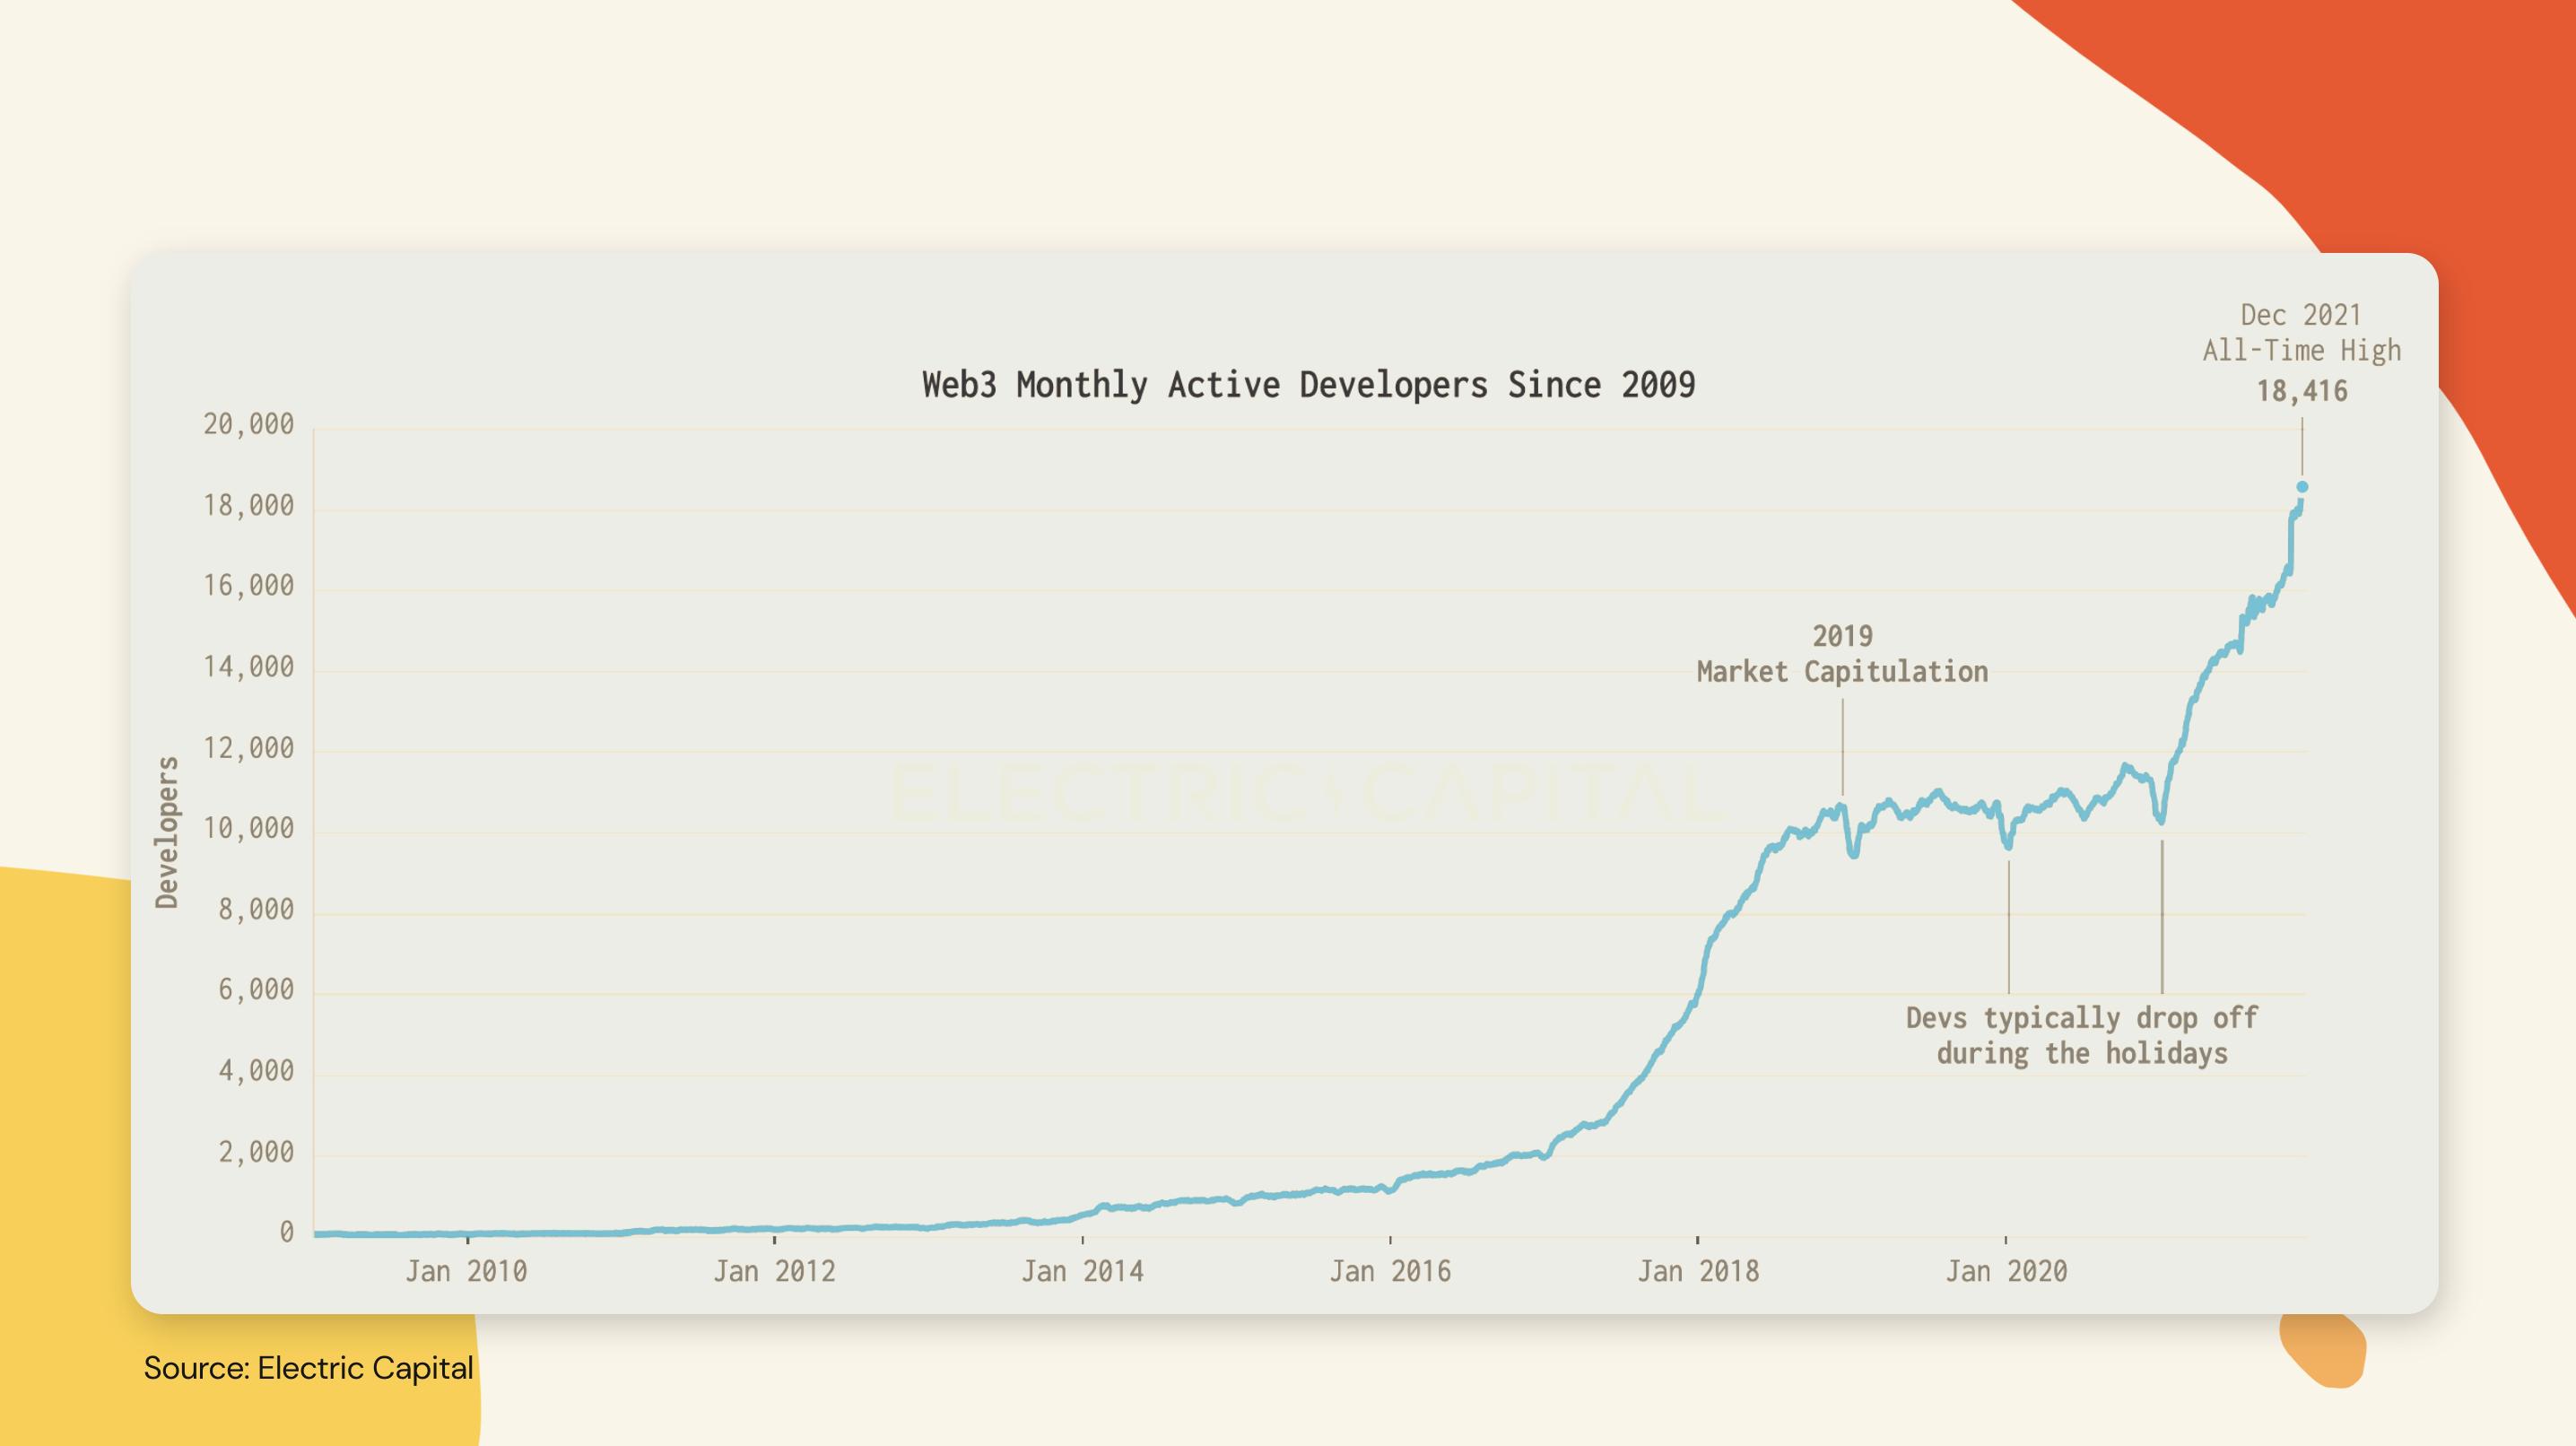 Dec 2021
All-Time High
18,416
Web3 Monthly Active Developers Since 2009
20,000
18,000
16,000
14,000
12,000
10,000
8,000
6,000
4,000
2,000
0
Developers
2019
Market Capitulation
ELECTRIC CAPITAL
Devs typically drop off
during the holidays
Jan 2010
Jan 2012
Jan 2014
Jan 2016
Jan 2018
Jan 2020
Source: Electric Capital